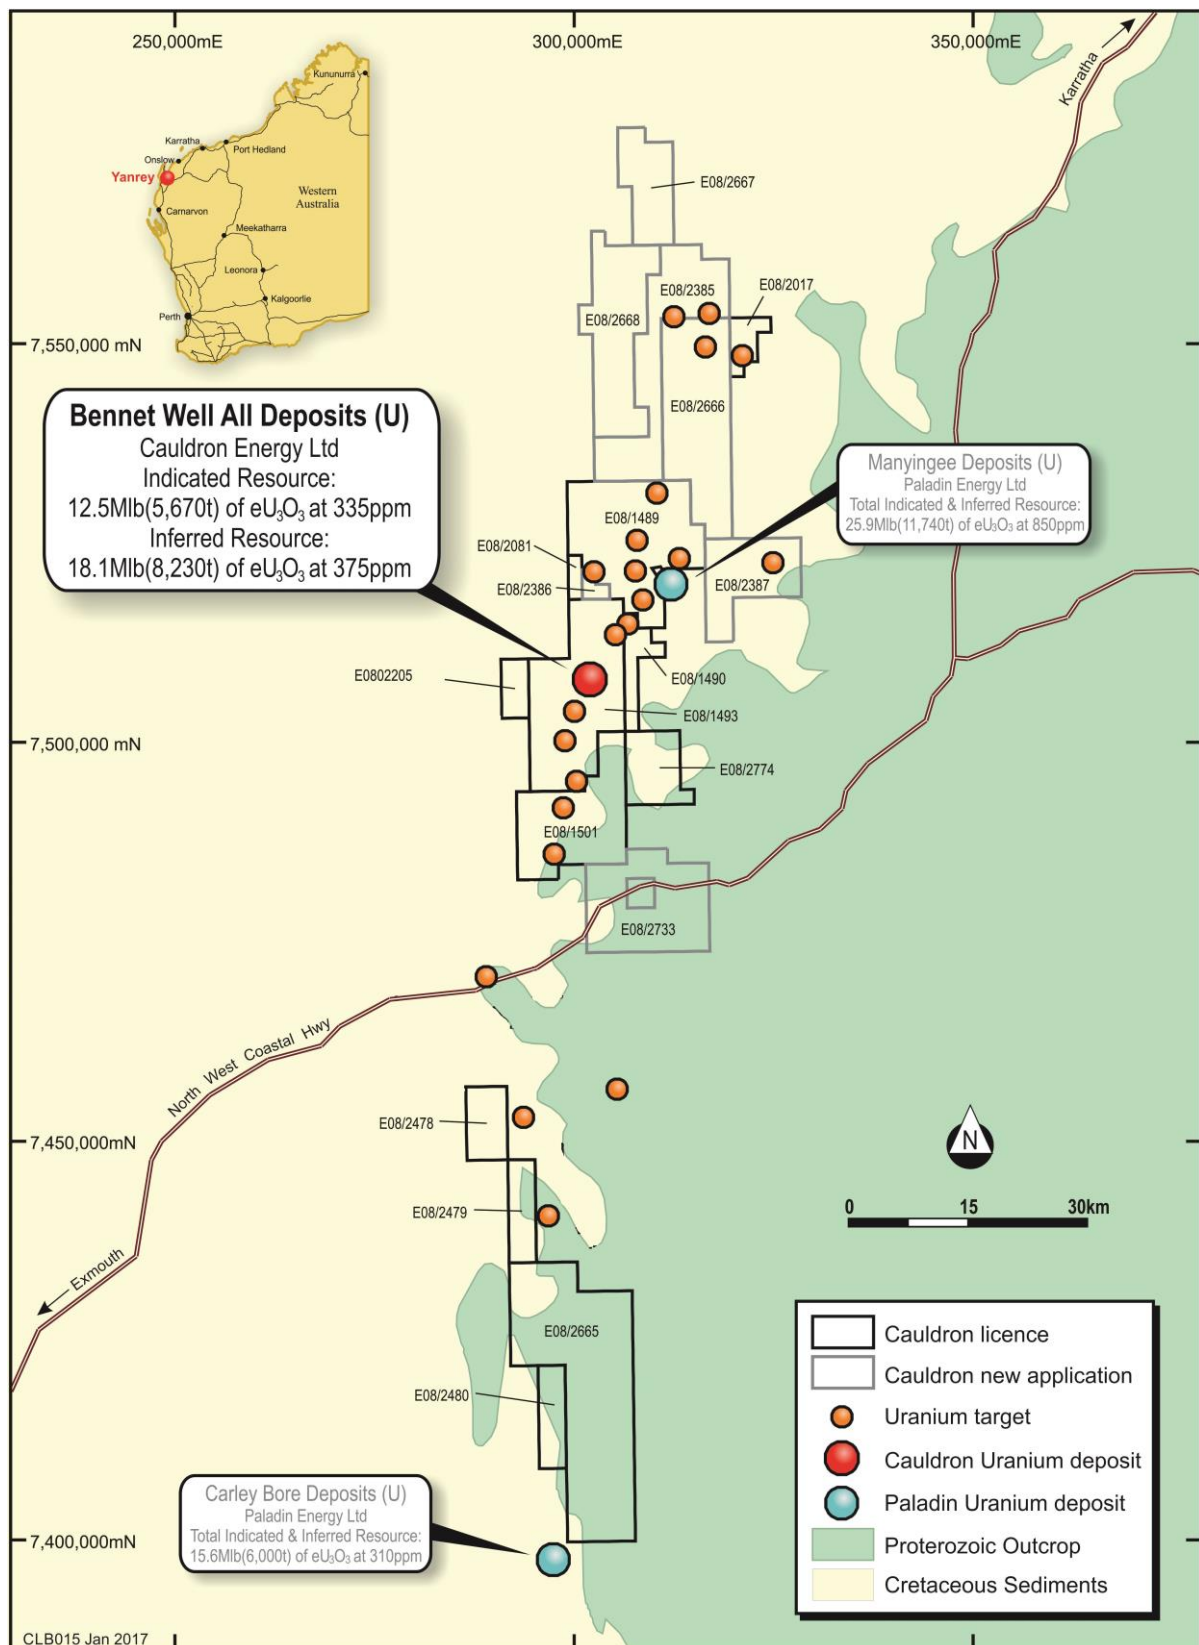 250,000mE
300,000mE
350,000mE
Karratha
Kununurra
Karratha
Port Hedland
Onslow
Yanrey
Western
Australia
Carnarvon
Meekatharra
Leonora
Kalgoorlie
Perth
E08/2667
E08/2385
E08/2017
E08/2668
7,550,000 mN
E08/2666
Bennet Well All Deposits (U)
Cauldron Energy Ltd
Indicated Resource:
12.5Mlb(5,670t) of eU₃O₈ at 335ppm
Inferred Resource:
18.1Mlb(8,230t) of eU₃O₈ at 375ppm
Manyingee Deposits (U)
Paladin Energy Ltd
Total Indicated & Inferred Resource:
25.9Mlb(11,740t) of eU₃O₈ at 850ppm
E08/1489
E08/2081
E08/2386
E08/2387
E0802205
E08/1490
E08/1493
7,500,000 mN
E08/2774
E08/1501
E08/2733
North West Coastal Hwy
E08/2478
7,450,000mN
N
E08/2479
0 15 30km
Exmouth
E08/2665
E08/2480
Cauldron licence
Cauldron new application
Uranium target
Cauldron Uranium deposit
Paladin Uranium deposit
Proterozoic Outcrop
Cretaceous Sediments
Carley Bore Deposits (U)
Paladin Energy Ltd
Total Indicated & Inferred Resource:
15.6Mlb(6,000t) of eU₃O₈ at 310ppm
7,400,000mN
CLB015 Jan 2017